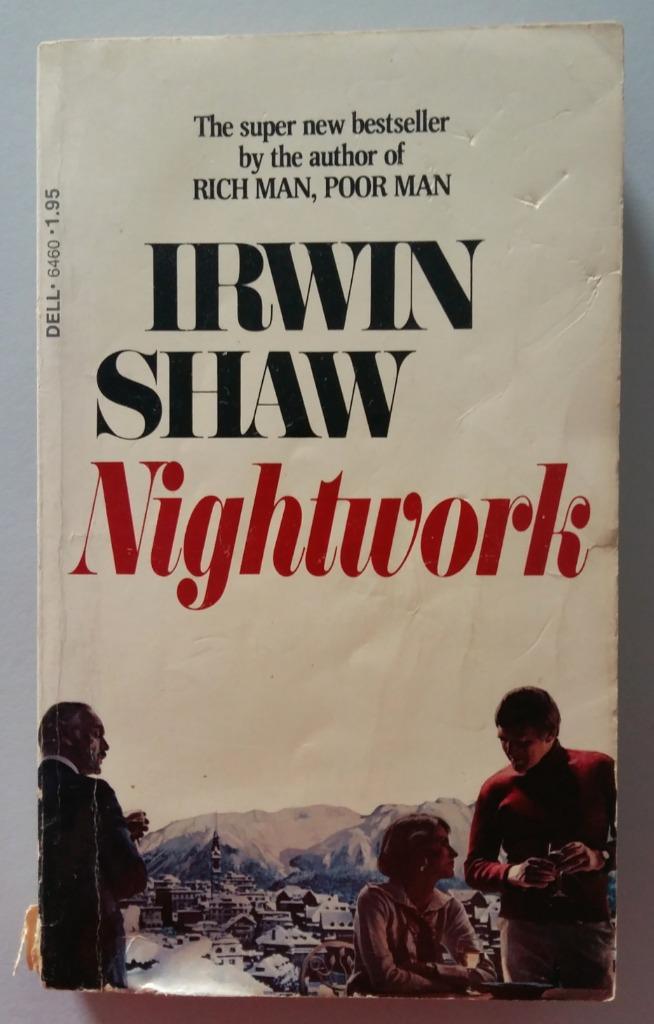 The super new bestseller
by the author of
RICH MAN, POOR MAN
DELL • 6460 • 1.95
IRWIN
SHAW
Nightwork